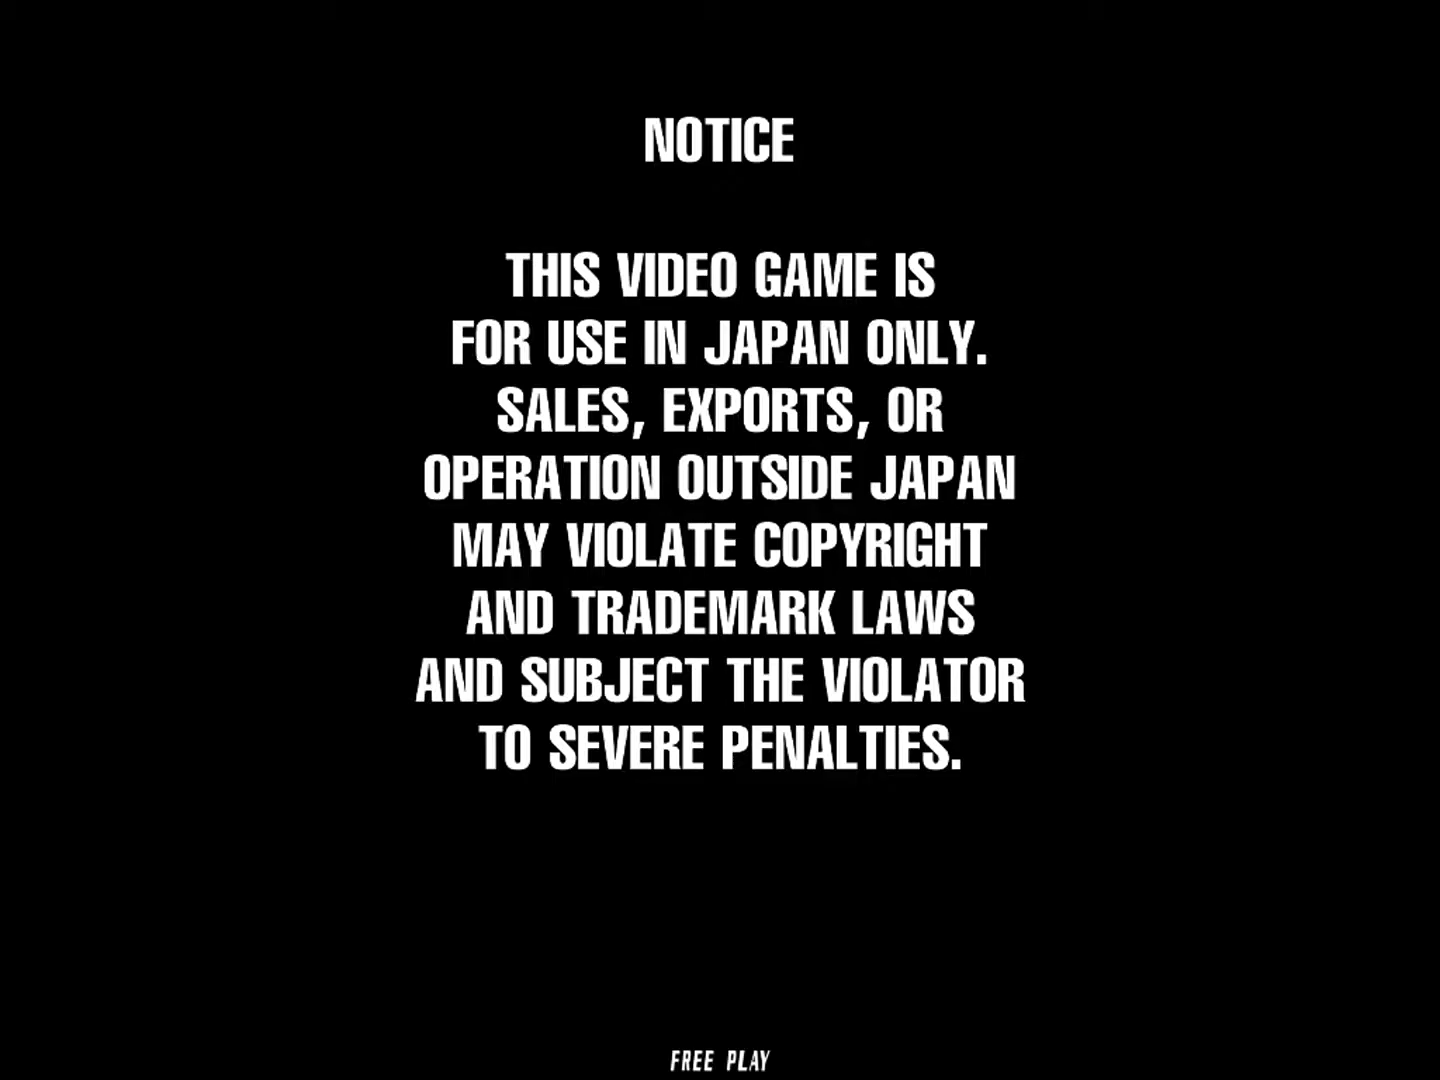 NOTICE
THIS VIDEO GAME IS
FOR USE IN JAPAN ONLY.
SALES, EXPORTS, OR
OPERATION OUTSIDE JAPAN
MAY VIOLATE COPYRIGHT
AND TRADEMARK LAWS
AND SUBJECT THE VIOLATOR
TO SEVERE PENALTIES.
FREE PLAY